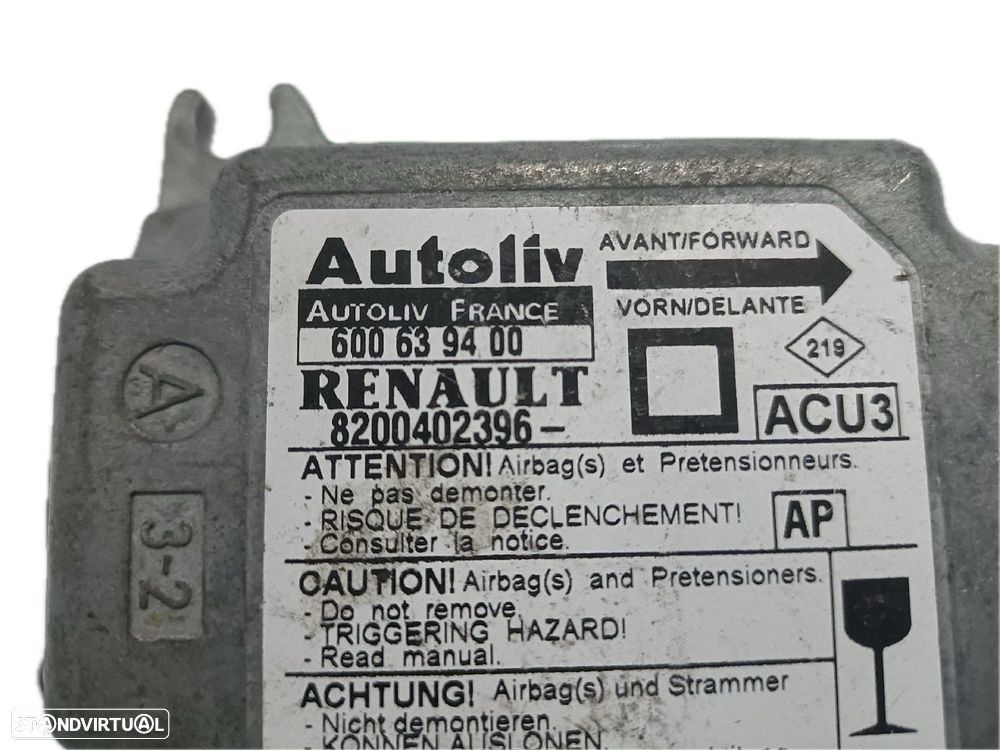 Autoliv
AUTOLIV FRANCE
600 63 94 00
RENAULT
8200402396-
AVANT/FORWARD
VORN/DELANTE
219
ACU3
ATTENTION! Airbag(s) et Pretensionneurs.
- Ne pas demonter.
- RISQUE DE DECLENCHEMENT!
- Consulter la notice.
AP
CAUTION! Airbag(s) and Pretensioners.
- Do not remove.
- TRIGGERING HAZARD!
- Read manual.
ACHTUNG! Airbag(s) und Strammer
- Nicht demontieren.
- KONNEN AUSLOSEN.
A
3-2
STANDVIRTUAL